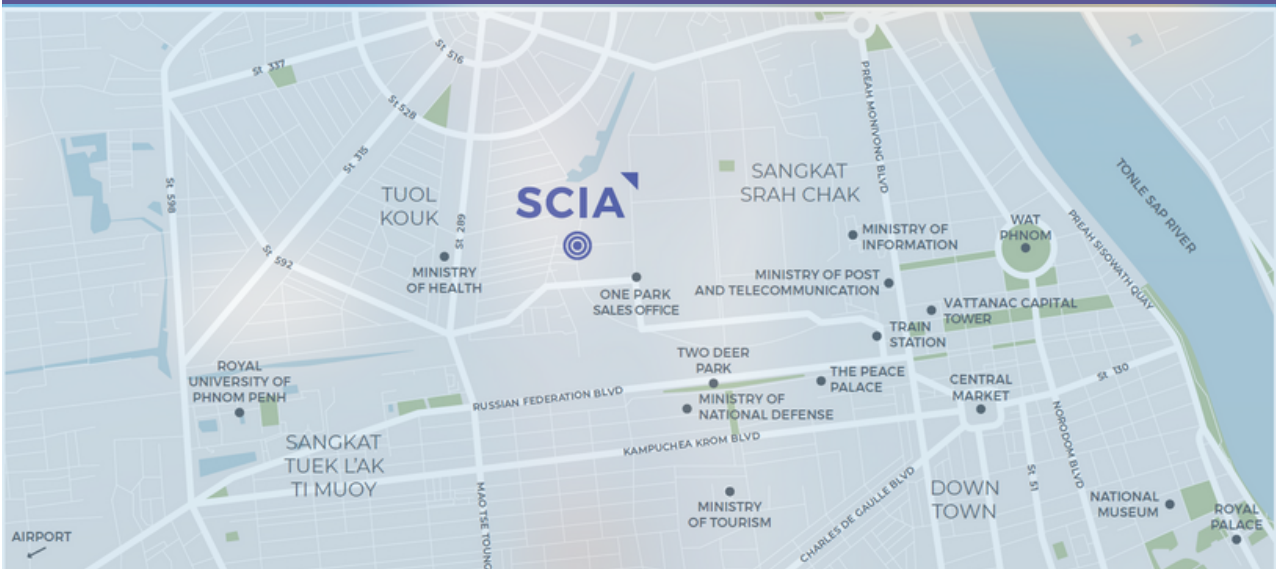 St 516
St 337
St 528
St 315
St 598
PREAH MONIVONG BLVD
TONLE SAP RIVER
SANGKAT
SRAH CHAK
TUOL
KOUK
SCIA
St 289
WAT
PHNOM
PREAH SISOWATH QUAY
MINISTRY OF
INFORMATION
St 592
MINISTRY
OF HEALTH
MINISTRY OF POST
AND TELECOMMUNICATION
ONE PARK
SALES OFFICE
VATTANAC CAPITAL
TOWER
TRAIN
STATION
TWO DEER
PARK
ROYAL
UNIVERSITY OF
PHNOM PENH
THE PEACE
PALACE
CENTRAL
MARKET
St 130
RUSSIAN FEDERATION BLVD
MINISTRY OF
NATIONAL DEFENSE
NORODOM BLVD
KAMPUCHEA KROM BLVD
SANGKAT
TUEK L'AK
TI MUOY
St 51
DOWN
TOWN
MAO TSE TOUNG
MINISTRY
OF TOURISM
CHARLES DE GAULLE BLVD
NATIONAL
MUSEUM
ROYAL
PALACE
AIRPORT